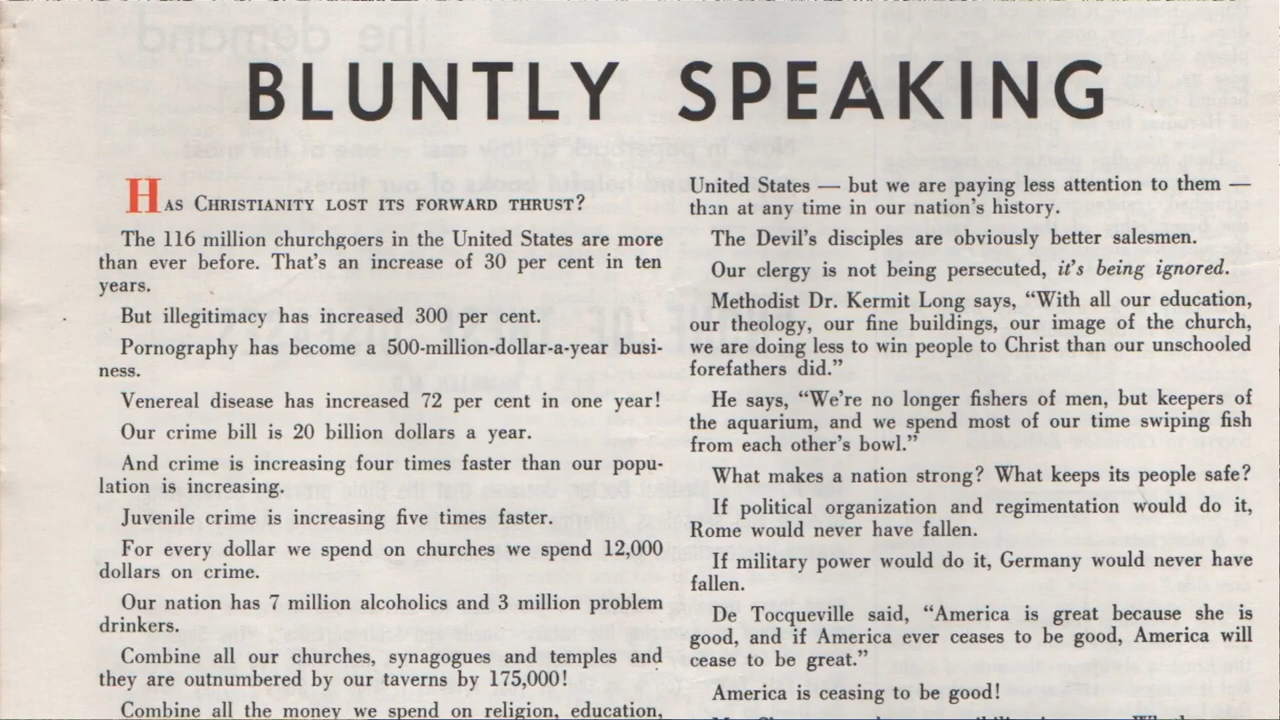 BLUNTLY SPEAKING
HAS CHRISTIANITY LOST ITS FORWARD THRUST?
The 116 million churchgoers in the United States are more
than ever before. That's an increase of 30 per cent in ten
years.
But illegitimacy has increased 300 per cent.
Pornography has become a 500-million-dollar-a-year busi-
ness.
Venereal disease has increased 72 per cent in one year!
Our crime bill is 20 billion dollars a year.
And crime is increasing four times faster than our popu-
lation is increasing.
Juvenile crime is increasing five times faster.
For every dollar we spend on churches we spend 12,000
dollars on crime.
Our nation has 7 million alcoholics and 3 million problem
drinkers.
Combine all our churches, synagogues and temples and
they are outnumbered by our taverns by 175,000!
Combine all the money we spend on religion, education,
United States — but we are paying less attention to them —
than at any time in our nation's history.
The Devil's disciples are obviously better salesmen.
Our clergy is not being persecuted, it's being ignored.
Methodist Dr. Kermit Long says, "With all our education,
our theology, our fine buildings, our image of the church,
we are doing less to win people to Christ than our unschooled
forefathers did."
He says, "We're no longer fishers of men, but keepers of
the aquarium, and we spend most of our time swiping fish
from each other's bowl."
What makes a nation strong? What keeps its people safe?
If political organization and regimentation would do it,
Rome would never have fallen.
If military power would do it, Germany would never have
fallen.
De Tocqueville said, "America is great because she is
good, and if America ever ceases to be good, America will
cease to be great."
America is ceasing to be good!